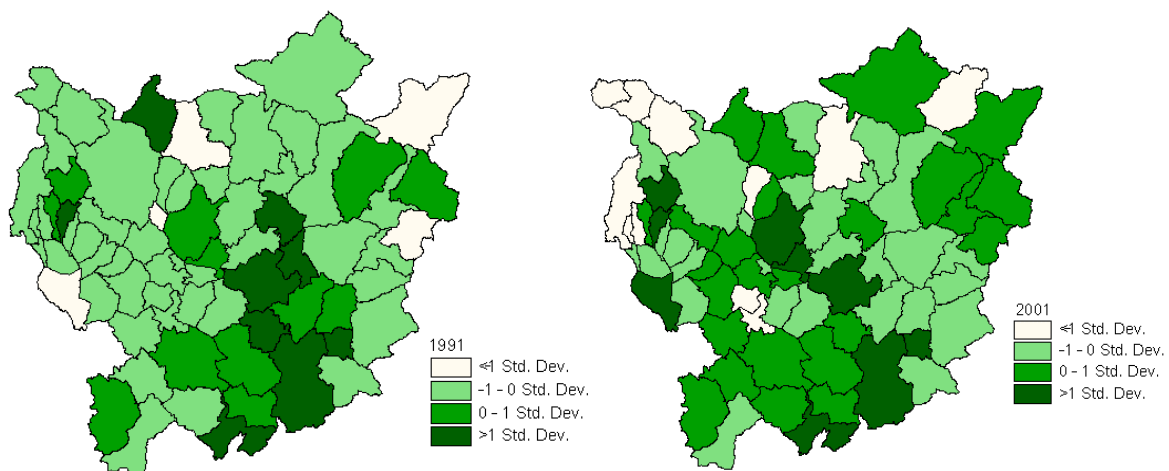 1991
<1 Std. Dev.
-1 - 0 Std. Dev.
0 - 1 Std. Dev.
>1 Std. Dev.
2001
<1 Std. Dev.
-1 - 0 Std. Dev.
0 - 1 Std. Dev.
>1 Std. Dev.